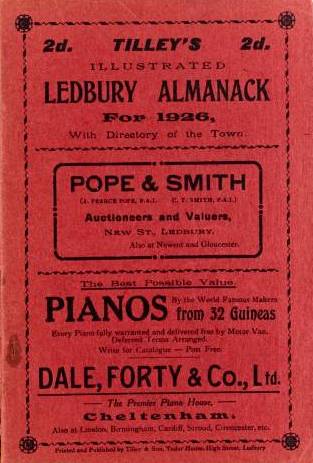 2d. TILLEY'S 2d.
ILLUSTRATED
LEDBURY ALMANACK
For 1926,
With Directory of the Town.
POPE & SMITH
(J. PEARCE POPE, F.A.I. C. T. SMITH, P.A.I.)
Auctioneers and Valuers,
NEW ST., LEDBURY.
Also at Newent and Gloucester.
The Best Possible Value.
PIANOS By the World Famous Makers
from 32 Guineas
Every Piano fully warranted and delivered free by Motor Van.
Deferred Terms Arranged.
Write for Catalogue — Post Free.
DALE, FORTY & Co., Ltd.
The Premier Piano House,
Cheltenham.
Also at London, Birmingham, Cardiff, Stroud, Cirencester, etc.
Printed and Published by Tilley & Son, Tudor House, High Street, Ledbury